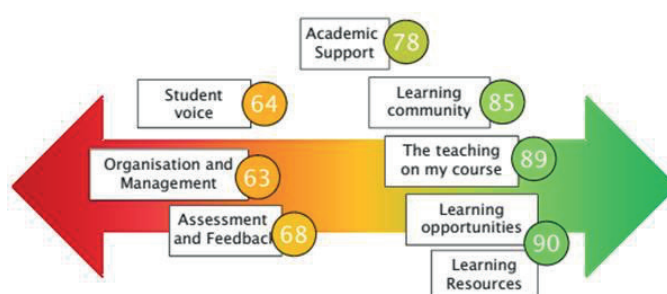 Academic
Support
78
Student
voice
64
Learning
community
85
Organisation and
Management
63
The teaching
on my course
89
Assessment
and Feedback
68
Learning
opportunities
90
Learning
Resources